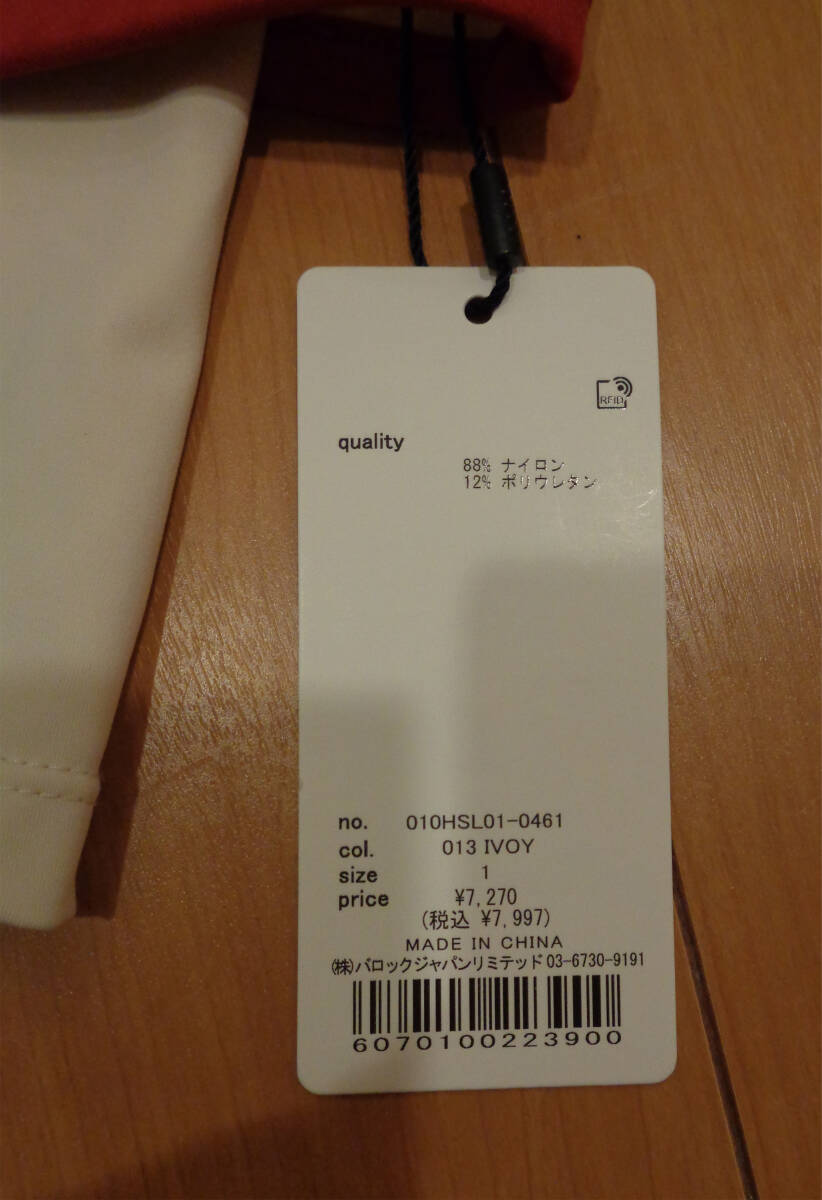 RFID
quality
88% ナイロン
12% ポリウレタン
no. 010HSL01-0461
col. 013 IVOY
size 1
price ¥7,270
(税込 ¥7,997)
MADE IN CHINA
㈱バロックジャパンリミテッド 03-6730-9191
6070100223900